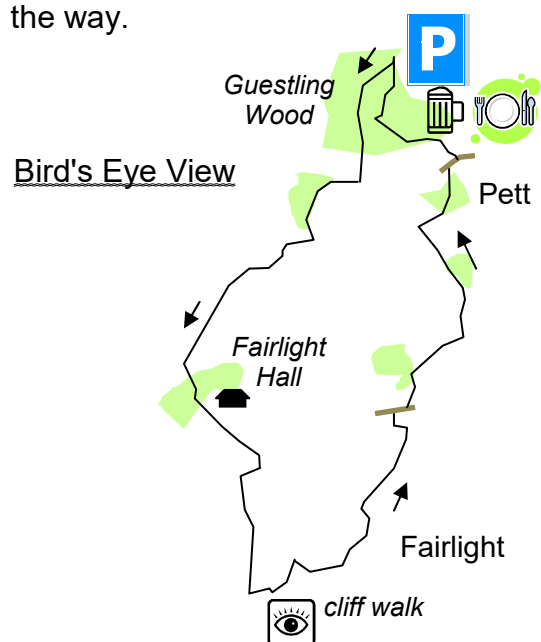 the way.
P
Guestling
Wood
Bird's Eye View
Pett
Fairlight
Hall
Fairlight
cliff walk